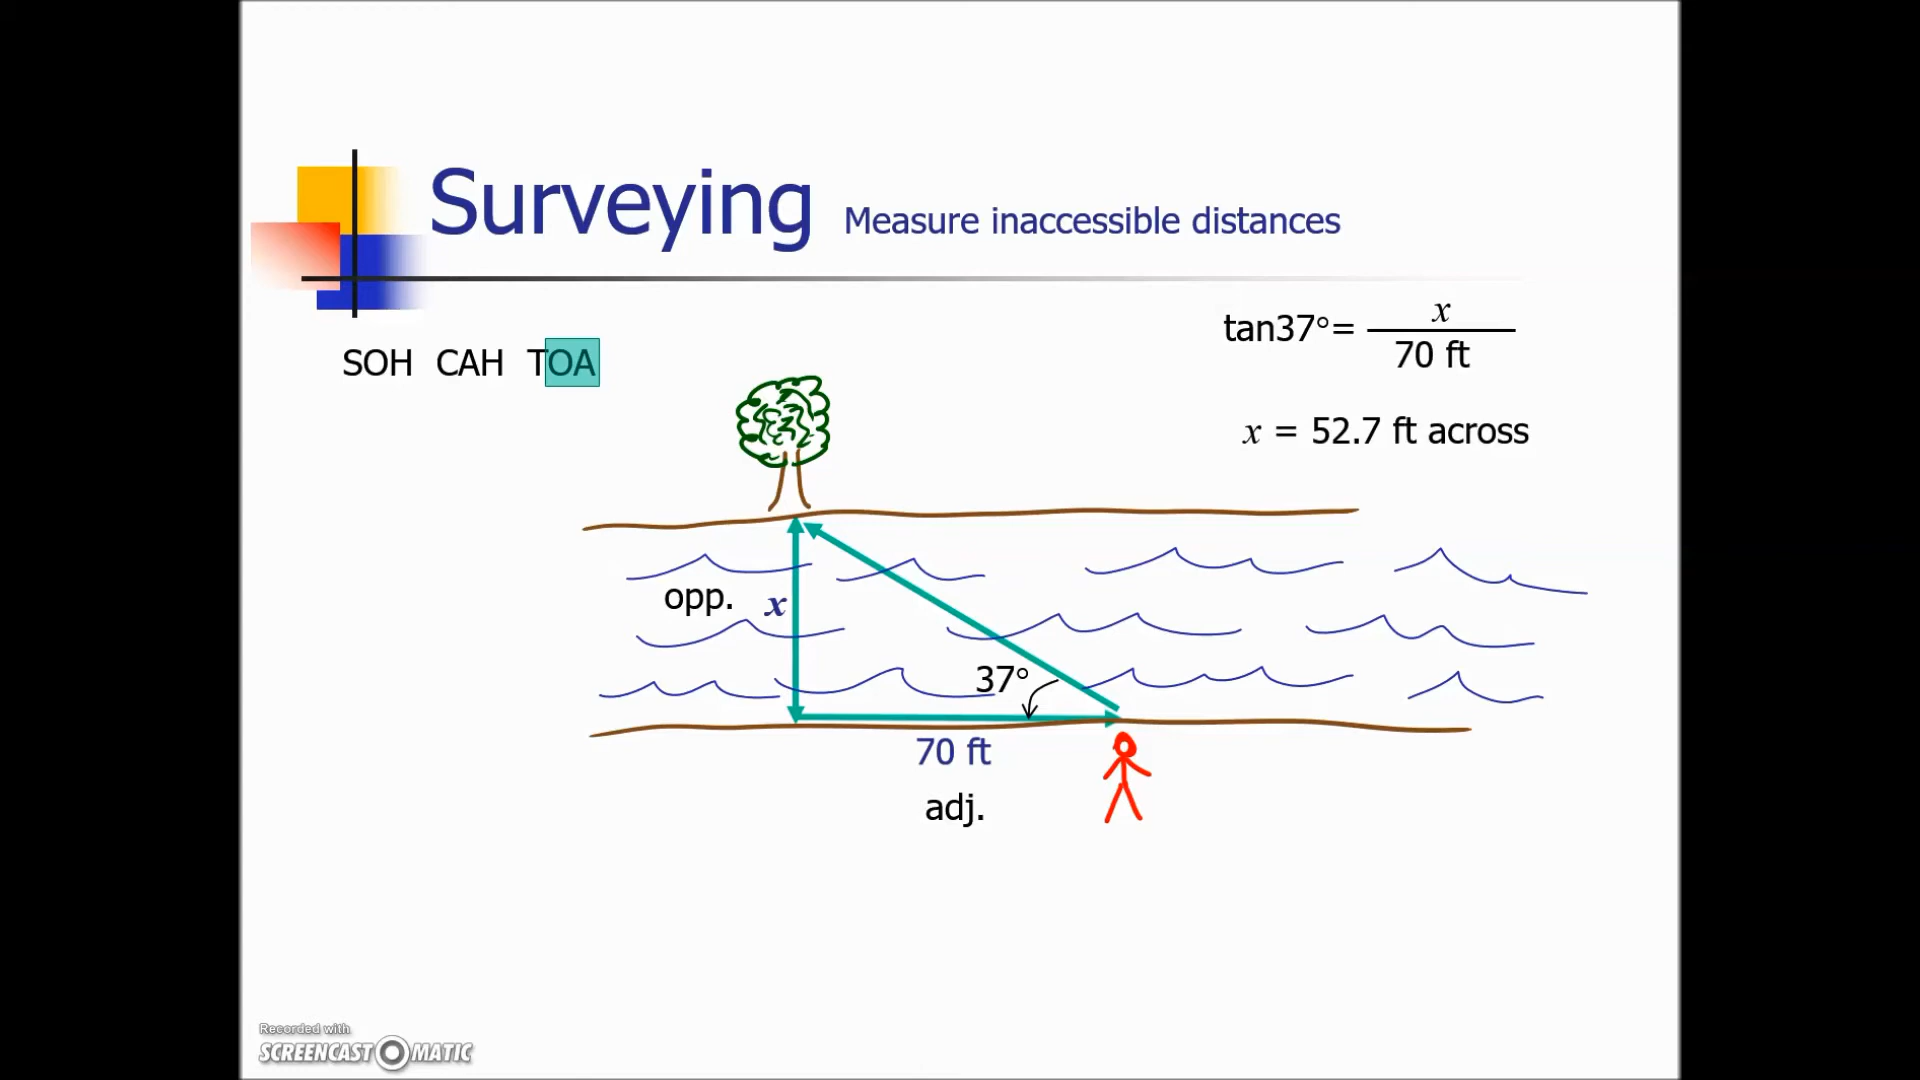 Surveying Measure inaccessible distances
tan37°= x
70 ft
SOH CAH TOA
x = 52.7 ft across
opp. x
37°
70 ft
adj.
Recorded with
SCREENCAST-O-MATIC